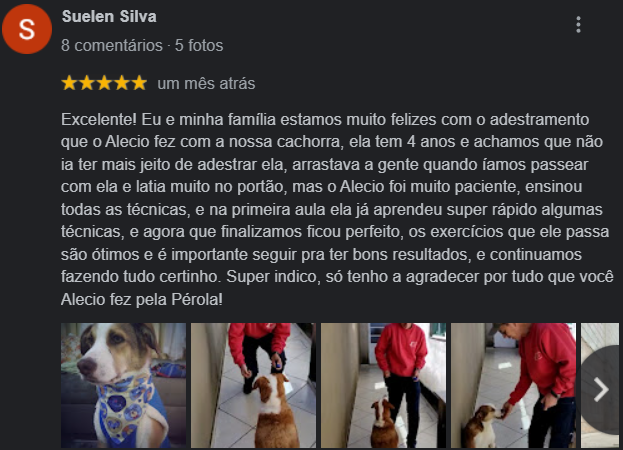 S
Suelen Silva
8 comentários · 5 fotos
um mês atrás
Excelente! Eu e minha família estamos muito felizes com o adestramento
que o Alecio fez com a nossa cachorra, ela tem 4 anos e achamos que não
ia ter mais jeito de adestrar ela, arrastava a gente quando íamos passear
com ela e latia muito no portão, mas o Alecio foi muito paciente, ensinou
todas as técnicas, e na primeira aula ela já aprendeu super rápido algumas
técnicas, e agora que finalizamos ficou perfeito, os exercícios que ele passa
são ótimos e é importante seguir pra ter bons resultados, e continuamos
fazendo tudo certinho. Super indico, só tenho a agradecer por tudo que você
Alecio fez pela Pérola!